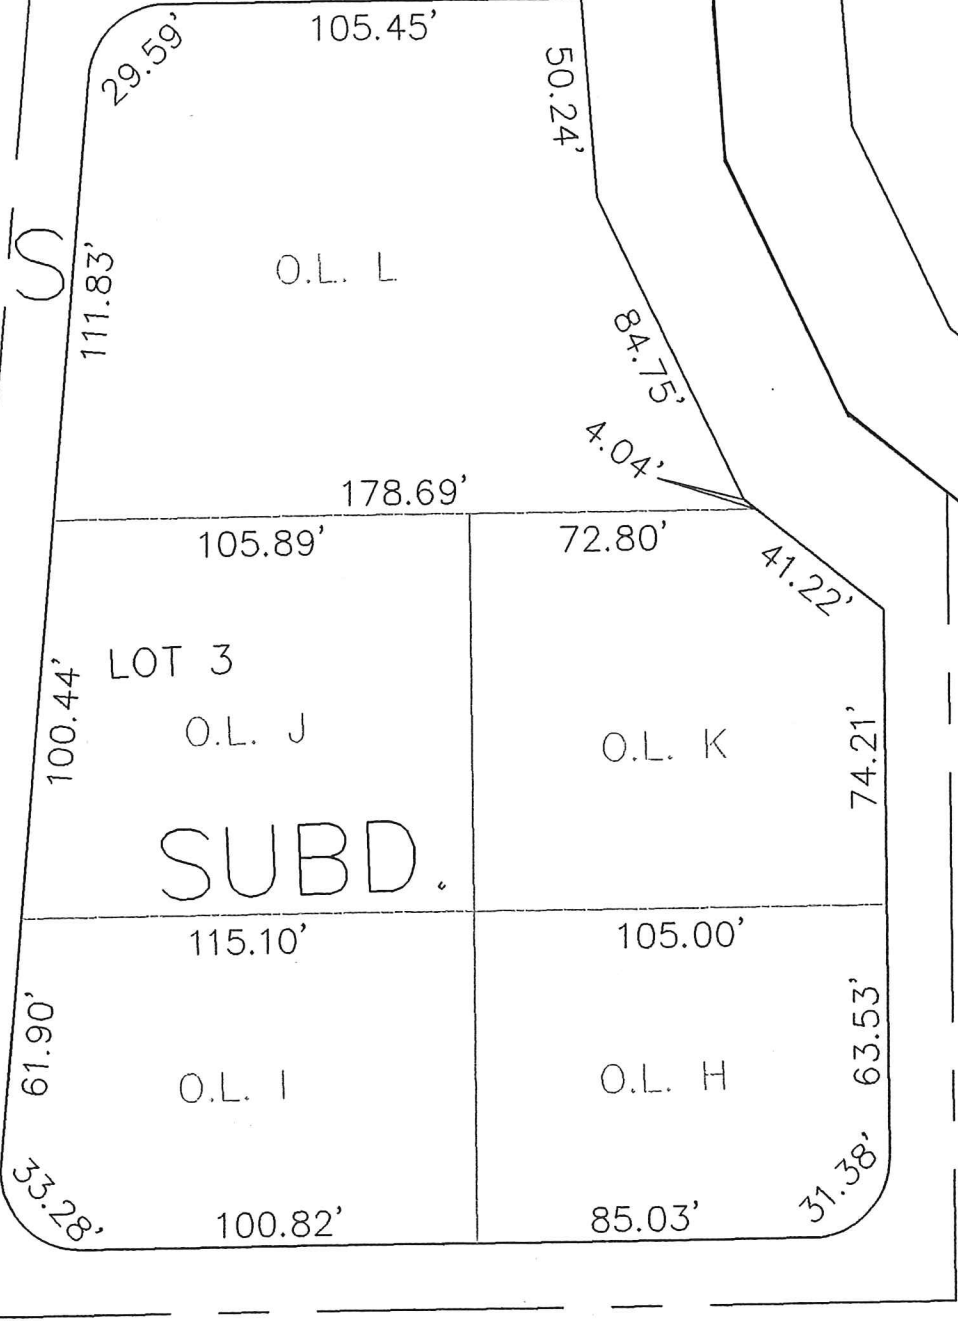 105.45'
29.59'
50.24'
S
111.83'
O.L. L
84.75'
4.04'
178.69'
105.89'
72.80'
41.22'
LOT 3
100.44'
O.L. J
O.L. K
74.21'
SUBD.
115.10'
105.00'
61.90'
63.53'
O.L. I
O.L. H
33.28'
31.38'
100.82'
85.03'